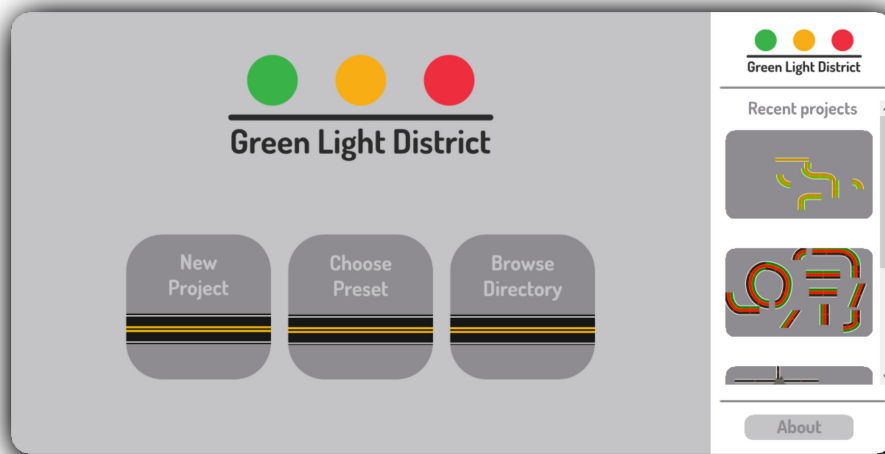 Green Light District
New
Project
Choose
Preset
Browse
Directory
Green Light District
Recent projects
About